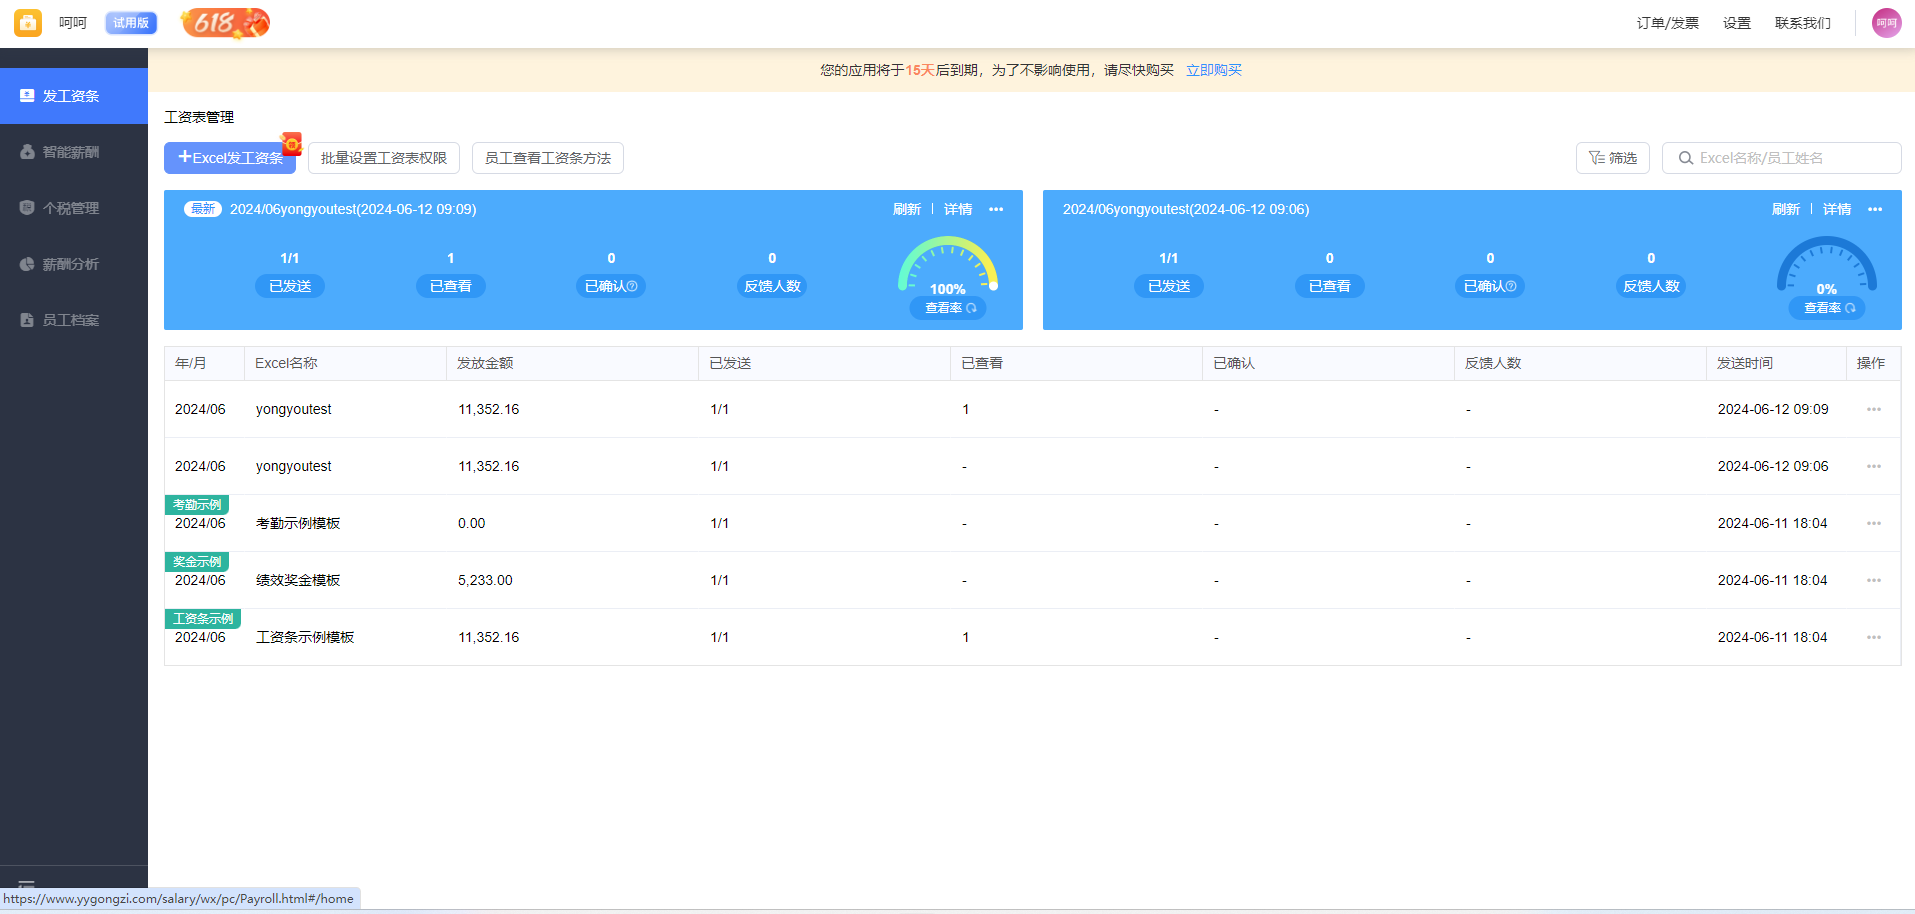 呵呵 试用版 618 订单/发票 设置 联系我们 呵呵
您的应用将于15天后到期，为了不影响使用，请尽快购买 立即购买
发工资条
智能薪酬
个税管理
薪酬分析
员工档案
工资表管理
+Excel发工资条 批量设置工资表权限 员工查看工资条方法 筛选 Excel名称/员工姓名
最新 2024/06yongyoutest(2024-06-12 09:09) 刷新 详情 •••
1/1 1 0 0
已发送 已查看 已确认 反馈人数
100%
查看率
2024/06yongyoutest(2024-06-12 09:06) 刷新 详情 •••
1/1 0 0 0
已发送 已查看 已确认 反馈人数
0%
查看率
年/月 Excel名称 发放金额 已发送 已查看 已确认 反馈人数 发送时间 操作
2024/06 yongyoutest 11,352.16 1/1 1 - - 2024-06-12 09:09 •••
2024/06 yongyoutest 11,352.16 1/1 - - - 2024-06-12 09:06 •••
考勤示例
2024/06 考勤示例模板 0.00 1/1 - - - 2024-06-11 18:04 •••
奖金示例
2024/06 绩效奖金模板 5,233.00 1/1 - - - 2024-06-11 18:04 •••
工资条示例
2024/06 工资条示例模板 11,352.16 1/1 1 - - 2024-06-11 18:04 •••
https://www.yygongzi.com/salary/wx/pc/Payroll.html#/home